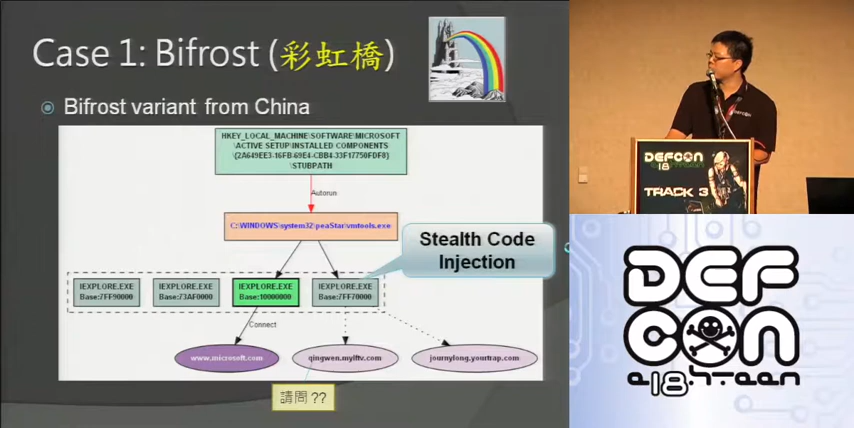 Case 1: Bifrost (彩虹橋)
Bifrost variant from China
HKEY_LOCAL_MACHINE\SOFTWARE\MICROSOFT
\ACTIVE SETUP\INSTALLED COMPONENTS
\{2A649EE3-16FB-69E4-CBB4-33F17750FDF8}
\STUBPATH
Autorun
C:\WINDOWS\system32\peaStar\vmtools.exe
Stealth Code
Injection
IEXPLORE.EXE
Base:7FF90000
IEXPLORE.EXE
Base:73AF0000
IEXPLORE.EXE
Base:10000000
IEXPLORE.EXE
Base:7FF70000
Connect
www.microsoft.com
qingwen.mylftv.com
journylong.yourtrap.com
請問 ??
DEFCON
18
TRACK 3
DEF
CON
e18hteen